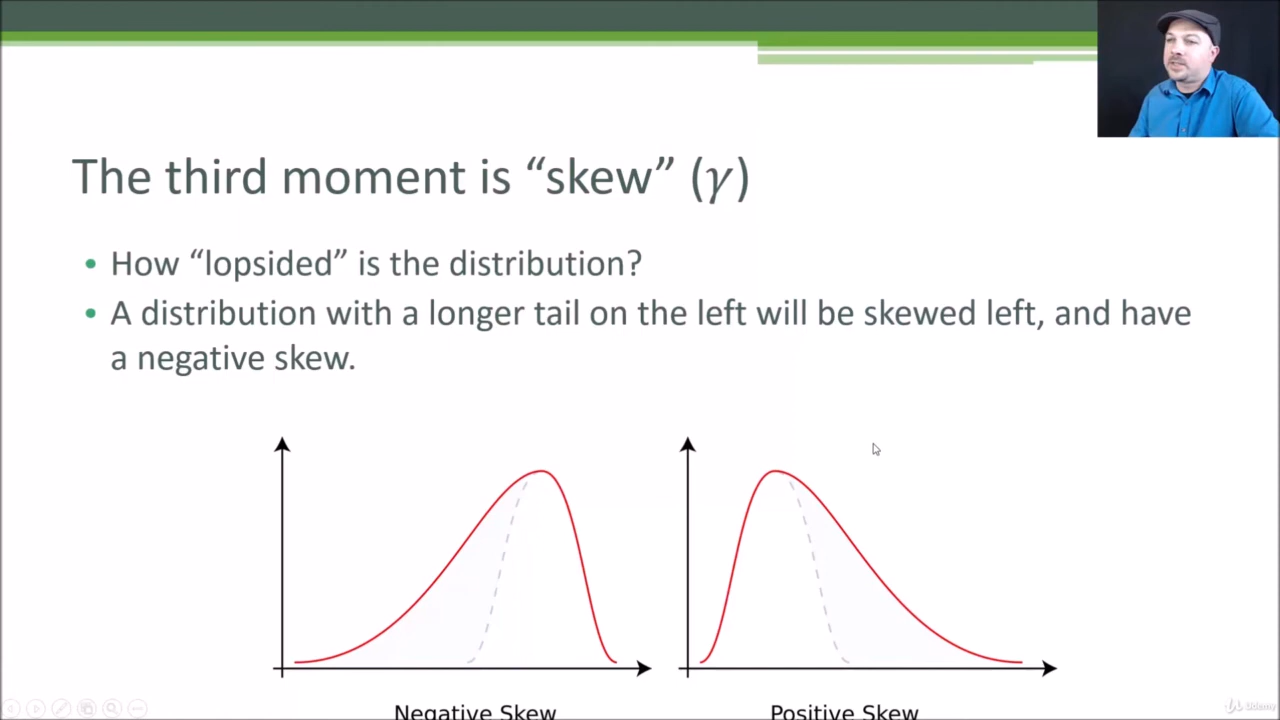 The third moment is “skew” (γ)
• How “lopsided” is the distribution?
• A distribution with a longer tail on the left will be skewed left, and have
a negative skew.
Negative Skew
Positive Skew
Udemy